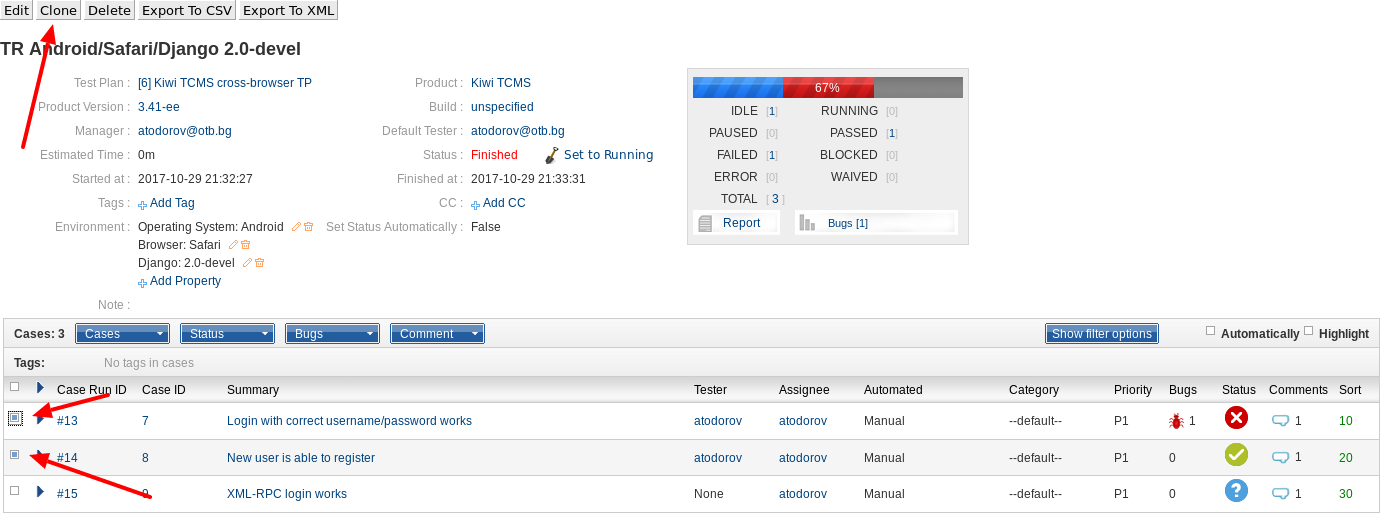 Edit Clone Delete Export To CSV Export To XML
TR Android/Safari/Django 2.0-devel
Test Plan : [6] Kiwi TCMS cross-browser TP Product : Kiwi TCMS
Product Version : 3.41-ee Build : unspecified
Manager : atodorov@otb.bg Default Tester : atodorov@otb.bg
Estimated Time : 0m Status : Finished Set to Running
Started at : 2017-10-29 21:32:27 Finished at : 2017-10-29 21:33:31
Tags : Add Tag CC : Add CC
Environment : Operating System: Android Set Status Automatically : False
Browser: Safari
Django: 2.0-devel
Add Property
Note :
67%
IDLE [1] RUNNING [0]
PAUSED [0] PASSED [1]
FAILED [1] BLOCKED [0]
ERROR [0] WAIVED [0]
TOTAL [ 3 ]
Report Bugs [1]
Cases: 3 Cases Status Bugs Comment Show filter options Automatically Highlight
Tags: No tags in cases
Case Run ID Case ID Summary Tester Assignee Automated Category Priority Bugs Status Comments Sort
#13 7 Login with correct username/password works atodorov atodorov Manual --default-- P1 1 1 10
#14 8 New user is able to register atodorov atodorov Manual --default-- P1 0 1 20
#15 9 XML-RPC login works None atodorov Manual --default-- P1 0 1 30